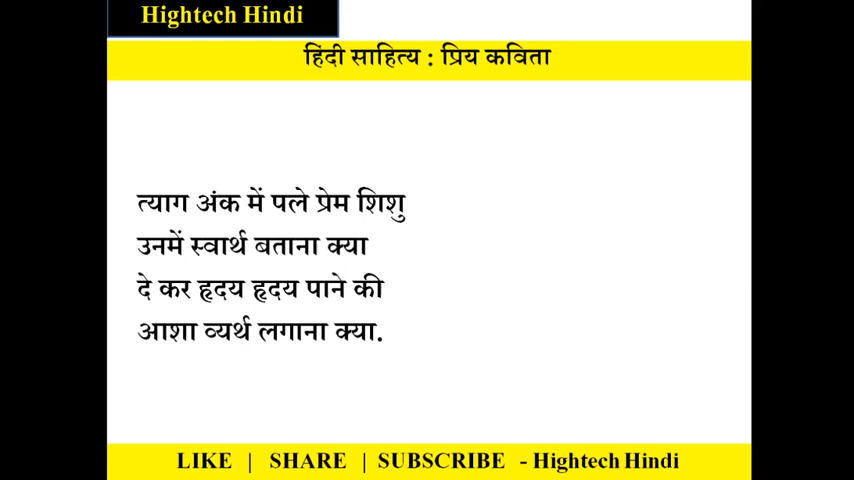 Hightech Hindi
हिंदी साहित्य : प्रिय कविता
त्याग अंक में पले प्रेम शिशु
उनमें स्वार्थ बताना क्या
दे कर हृदय हृदय पाने की
आशा व्यर्थ लगाना क्या.
LIKE | SHARE | SUBSCRIBE - Hightech Hindi